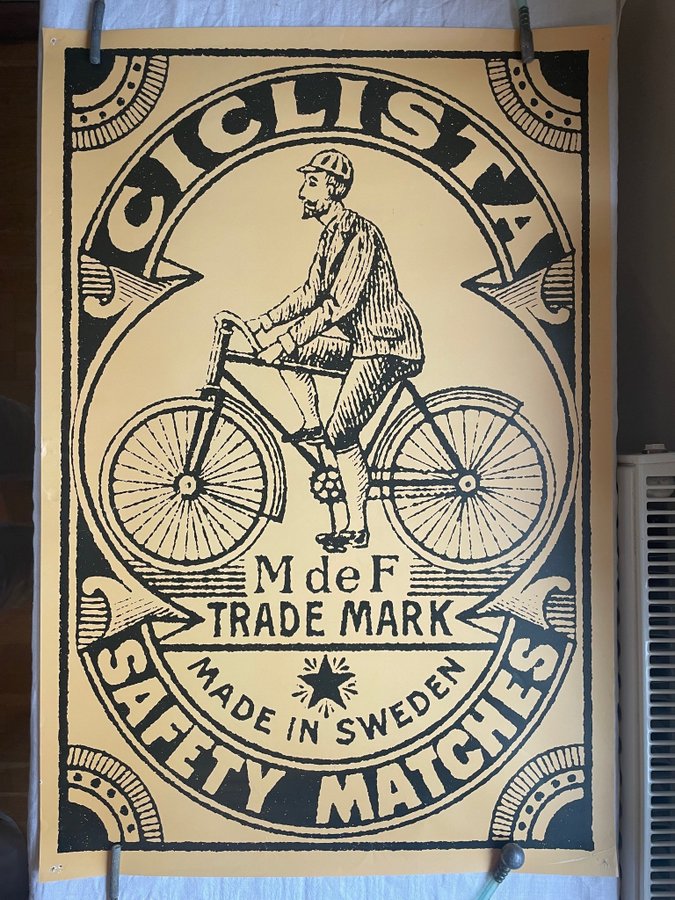 CICLISTA
M de F
TRADE MARK
MADE IN SWEDEN
SAFETY MATCHES